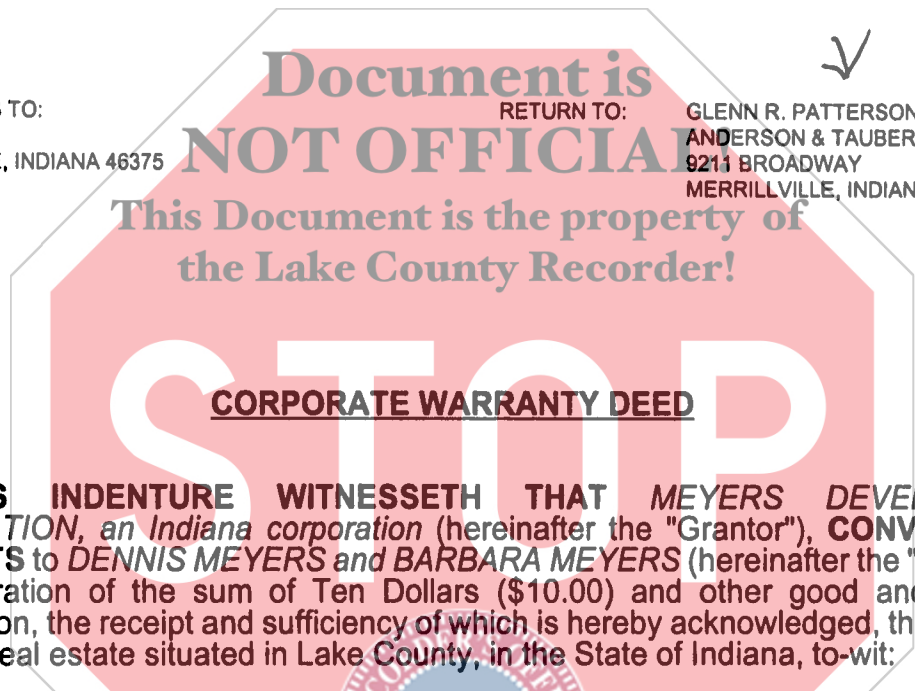 Document is
TO:
RETURN TO: GLENN R. PATTERSON
NOT OFFICIAL!
ANDERSON & TAUBER
, INDIANA 46375
9211 BROADWAY
MERRILLVILLE, INDIAN
This Document is the property of
the Lake County Recorder!
STOP
CORPORATE WARRANTY DEED
S INDENTURE WITNESSETH THAT MEYERS DEVE
TION, an Indiana corporation (hereinafter the "Grantor"), CONV
TS to DENNIS MEYERS and BARBARA MEYERS (hereinafter the "
ration of the sum of Ten Dollars ($10.00) and other good and
on, the receipt and sufficiency of which is hereby acknowledged, th
eal estate situated in Lake County, in the State of Indiana, to-wit: